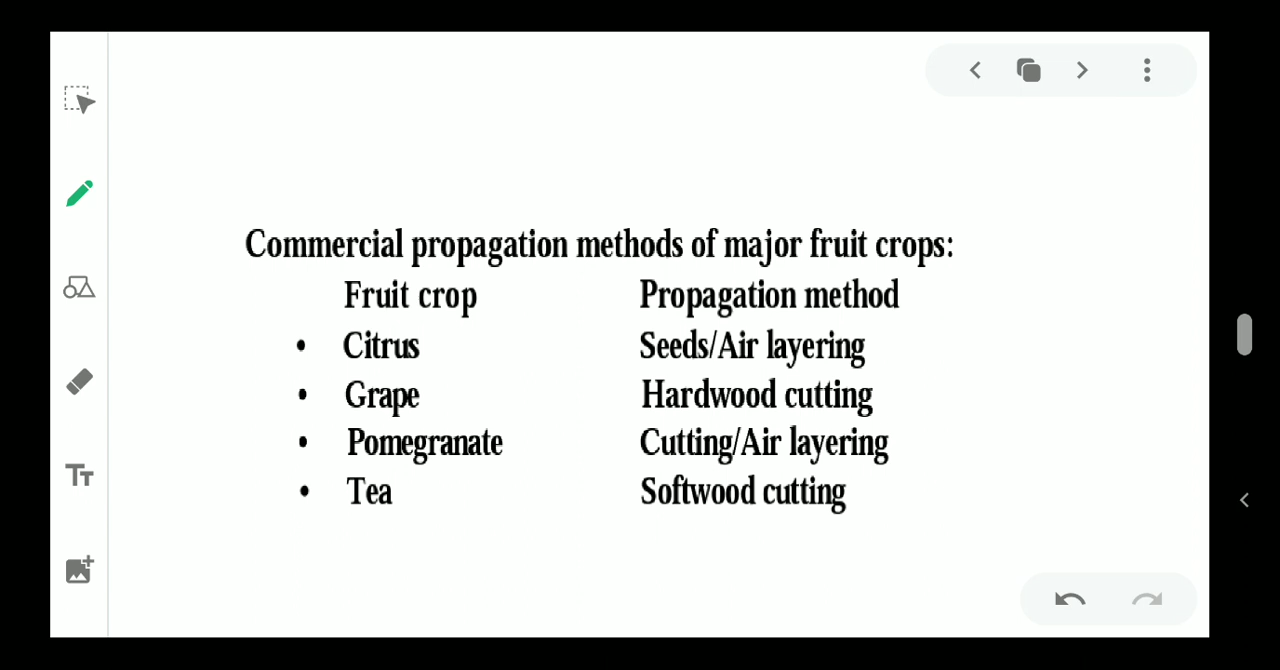 Commercial propagation methods of major fruit crops:
Fruit crop Propagation method
• Citrus Seeds/Air layering
• Grape Hardwood cutting
• Pomegranate Cutting/Air layering
• Tea Softwood cutting
TT